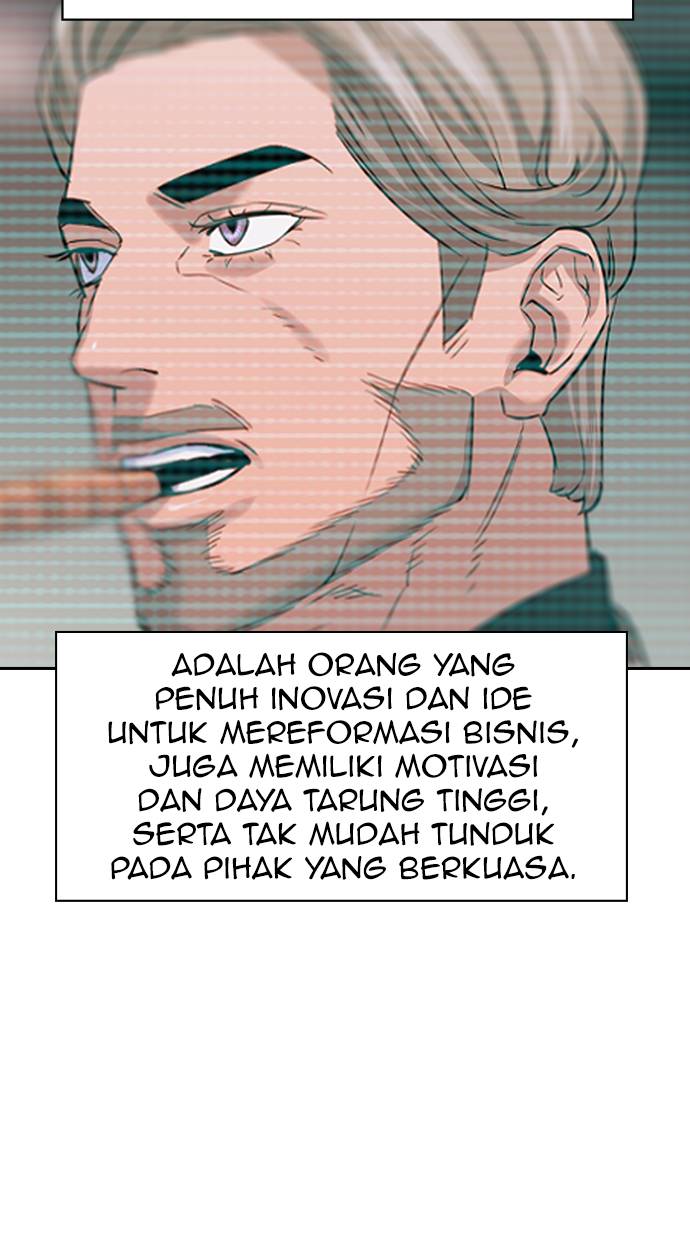 ADALAH ORANG YANG
PENUH INOVASI DAN IDE
UNTUK MEREFORMASI BISNIS,
JUGA MEMILIKI MOTIVASI
DAN DAYA TARUNG TINGGI,
SERTA TAK MUDAH TUNDUK
PADA PIHAK YANG BERKUASA.